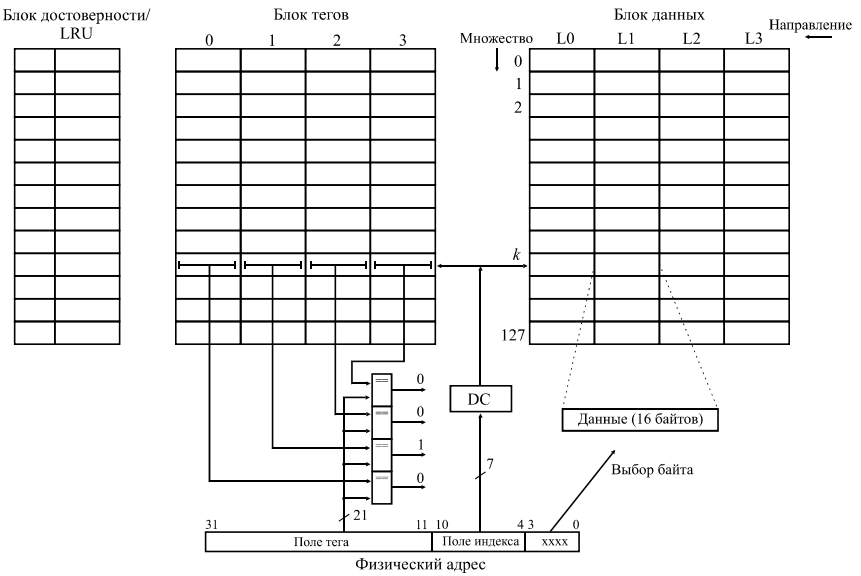 Блок достоверности/
LRU
Блок тегов
0 1 2 3
Множество
Блок данных
Направление
L0 L1 L2 L3
0
1
2
k
127
=
0
=
0
=
1
=
0
DC
Данные (16 байтов)
7
Выбор байта
21
31 11 10 4 3 0
Поле тега Поле индекса xxxx
Физический адрес